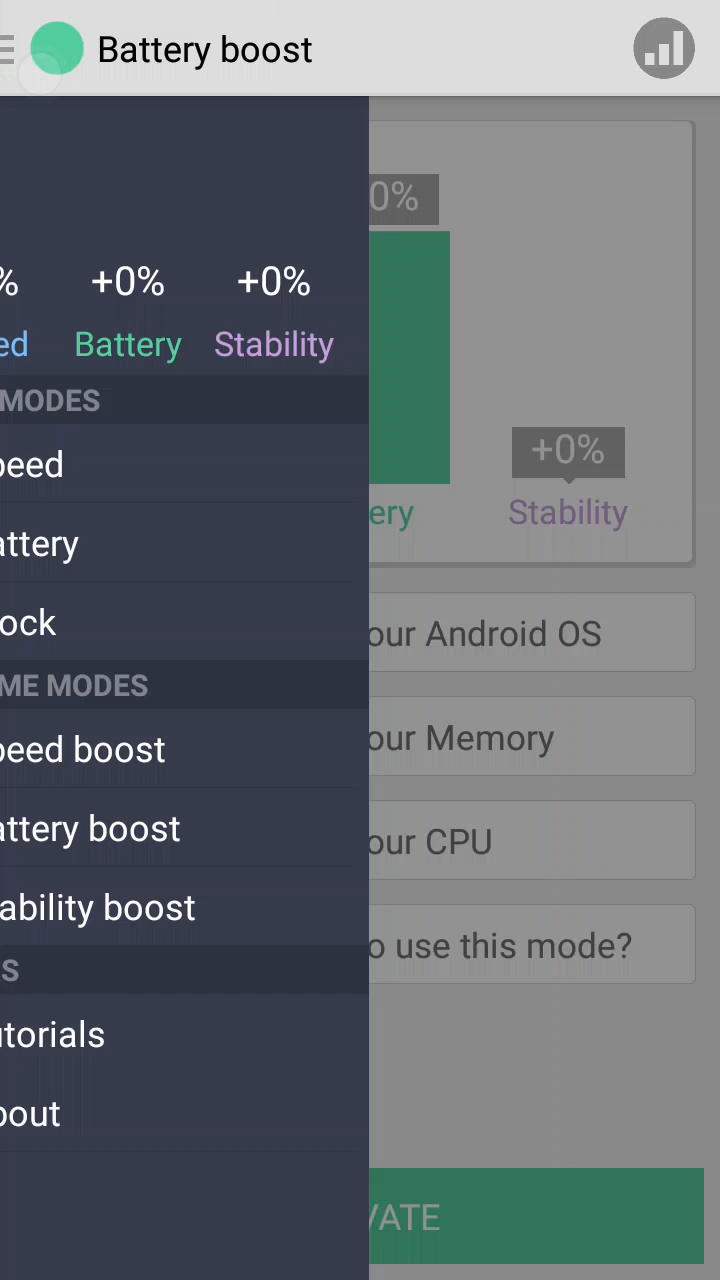 Battery boost
0%
% +0% +0%
ed Battery Stability
MODES
+0%
peed
ery Stability
attery
ock
our Android OS
ME MODES
our Memory
peed boost
attery boost
our CPU
ability boost
o use this mode?
S
utorials
bout
VATE